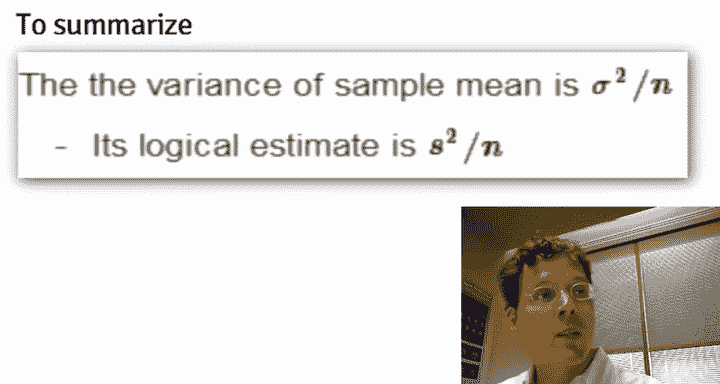 To summarize
The the variance of sample mean is σ²/n
- Its logical estimate is s²/n